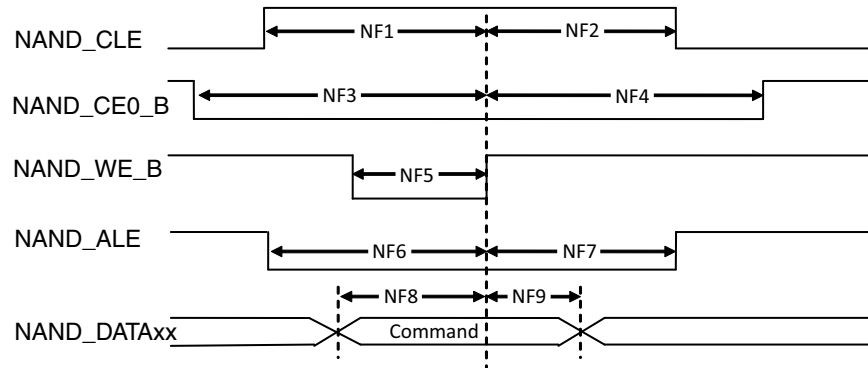 NAND_CLE
NF1
NF2
NAND_CE0_B
NF3
NF4
NAND_WE_B
NF5
NAND_ALE
NF6
NF7
NF8
NF9
NAND_DATAxx
Command